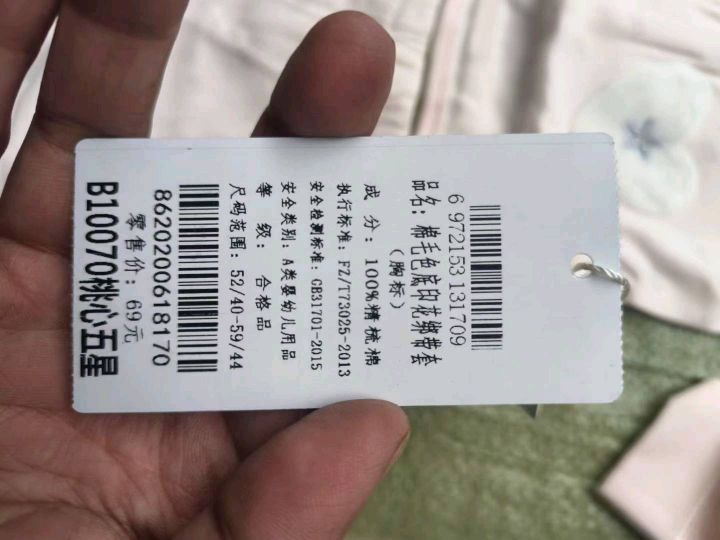 6 972153 131709
品名: 棉毛色底印花绑带套
(胸标)
成 分: 100%精梳棉
执行标准: FZ/T73025-2013
安全检测标准: GB31701-2015
安全类别: A类婴幼儿用品
等 级: 合格品
尺码范围: 52/40-59/44
8620200618170
零售价: 69元
B10070桃心五星